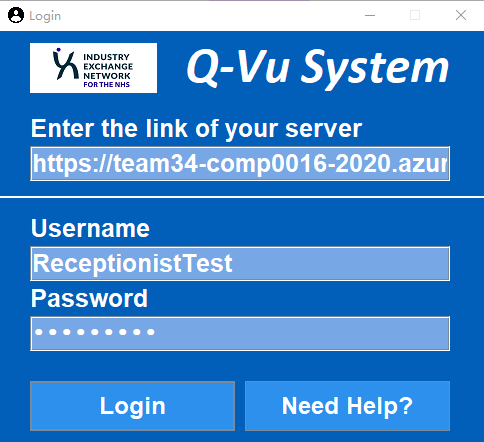 Login
INDUSTRY
EXCHANGE
NETWORK
FOR THE NHS
Q-Vu System
Enter the link of your server
https://team34-comp0016-2020.azur
Username
ReceptionistTest
Password
•••••••••
Login
Need Help?